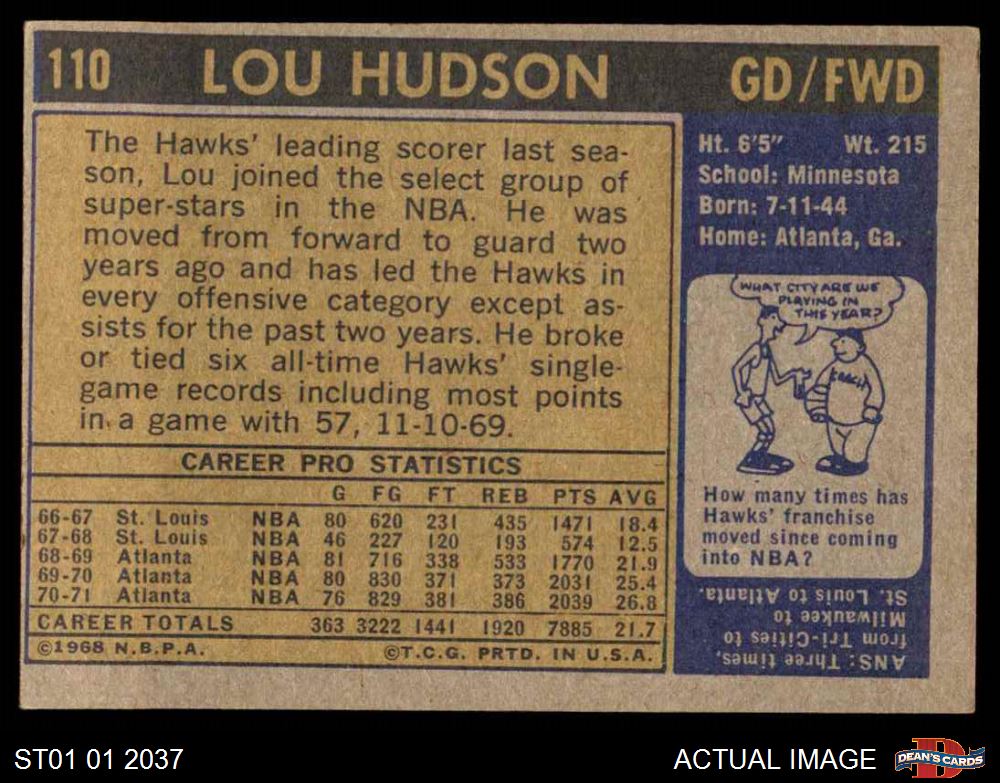 110 LOU HUDSON GD/FWD
The Hawks' leading scorer last sea-
son, Lou joined the select group of
super-stars in the NBA. He was
moved from forward to guard two
years ago and has led the Hawks in
every offensive category except as-
sists for the past two years. He broke
or tied six all-time Hawks' single-
game records including most points
in a game with 57, 11-10-69.
CAREER PRO STATISTICS
G FG FT REB PTS AVG
66-67 St. Louis NBA 80 620 231 435 1471 18.4
67-68 St. Louis NBA 46 227 120 193 574 12.5
68-69 Atlanta NBA 81 716 338 533 1770 21.9
69-70 Atlanta NBA 80 830 371 373 2031 25.4
70-71 Atlanta NBA 76 829 381 386 2039 26.8
CAREER TOTALS 363 3222 1441 1920 7885 21.7
©1968 N.B.P.A. ©T.C.G. PRTD. IN U.S.A.
Ht. 6'5" Wt. 215
School: Minnesota
Born: 7-11-44
Home: Atlanta, Ga.
WHAT CITY ARE WE
PLAYING IN
THIS YEAR?
COACH
How many times has
Hawks' franchise
moved since coming
into NBA?
ANS: Three times,
from Tri-Cities to
Milwaukee to
St. Louis to Atlanta.
ST01 01 2037
ACTUAL IMAGE
D
DEAN'S CARDS